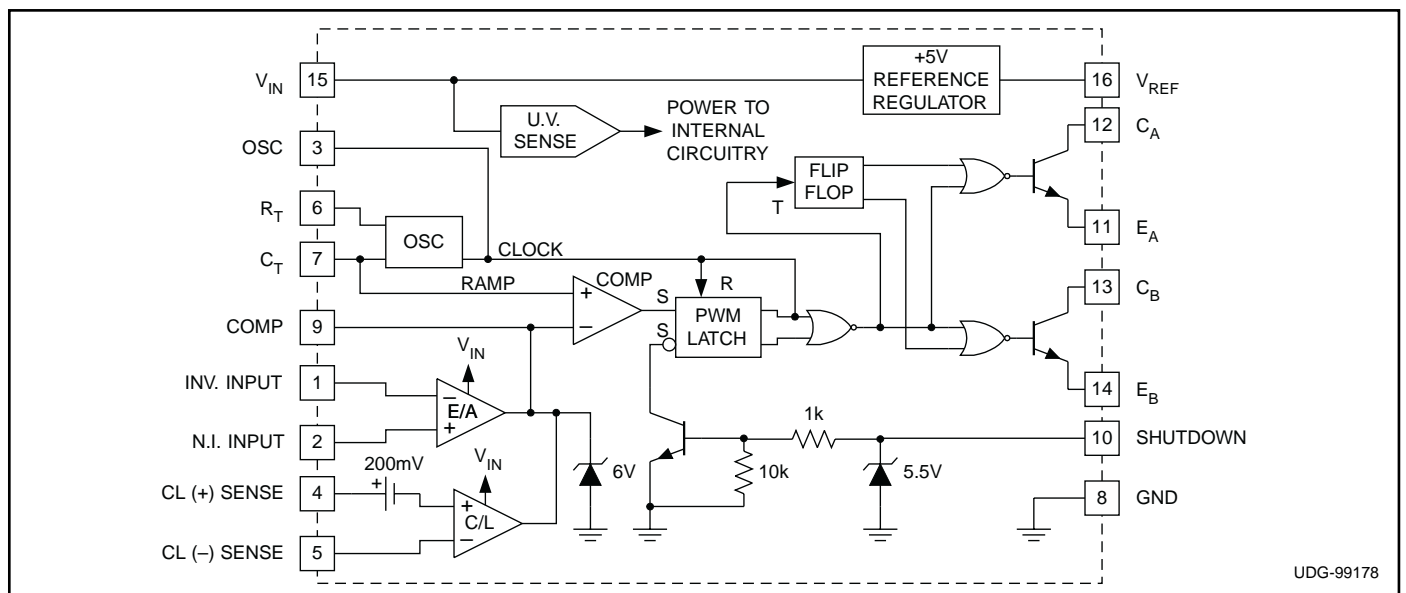 V_IN 15
OSC 3
R_T 6
C_T 7
COMP 9
INV. INPUT 1
N.I. INPUT 2
CL (+) SENSE 4
CL (–) SENSE 5
+5V
REFERENCE
REGULATOR
U.V.
SENSE
POWER TO
INTERNAL
CIRCUITRY
FLIP
FLOP
T
OSC
CLOCK
RAMP
COMP
+
–
S
R
S
PWM
LATCH
V_IN
–
E/A
+
200mV
+
V_IN
+
C/L
–
6V
1k
10k
5.5V
16 V_REF
12 C_A
11 E_A
13 C_B
14 E_B
10 SHUTDOWN
8 GND
UDG-99178